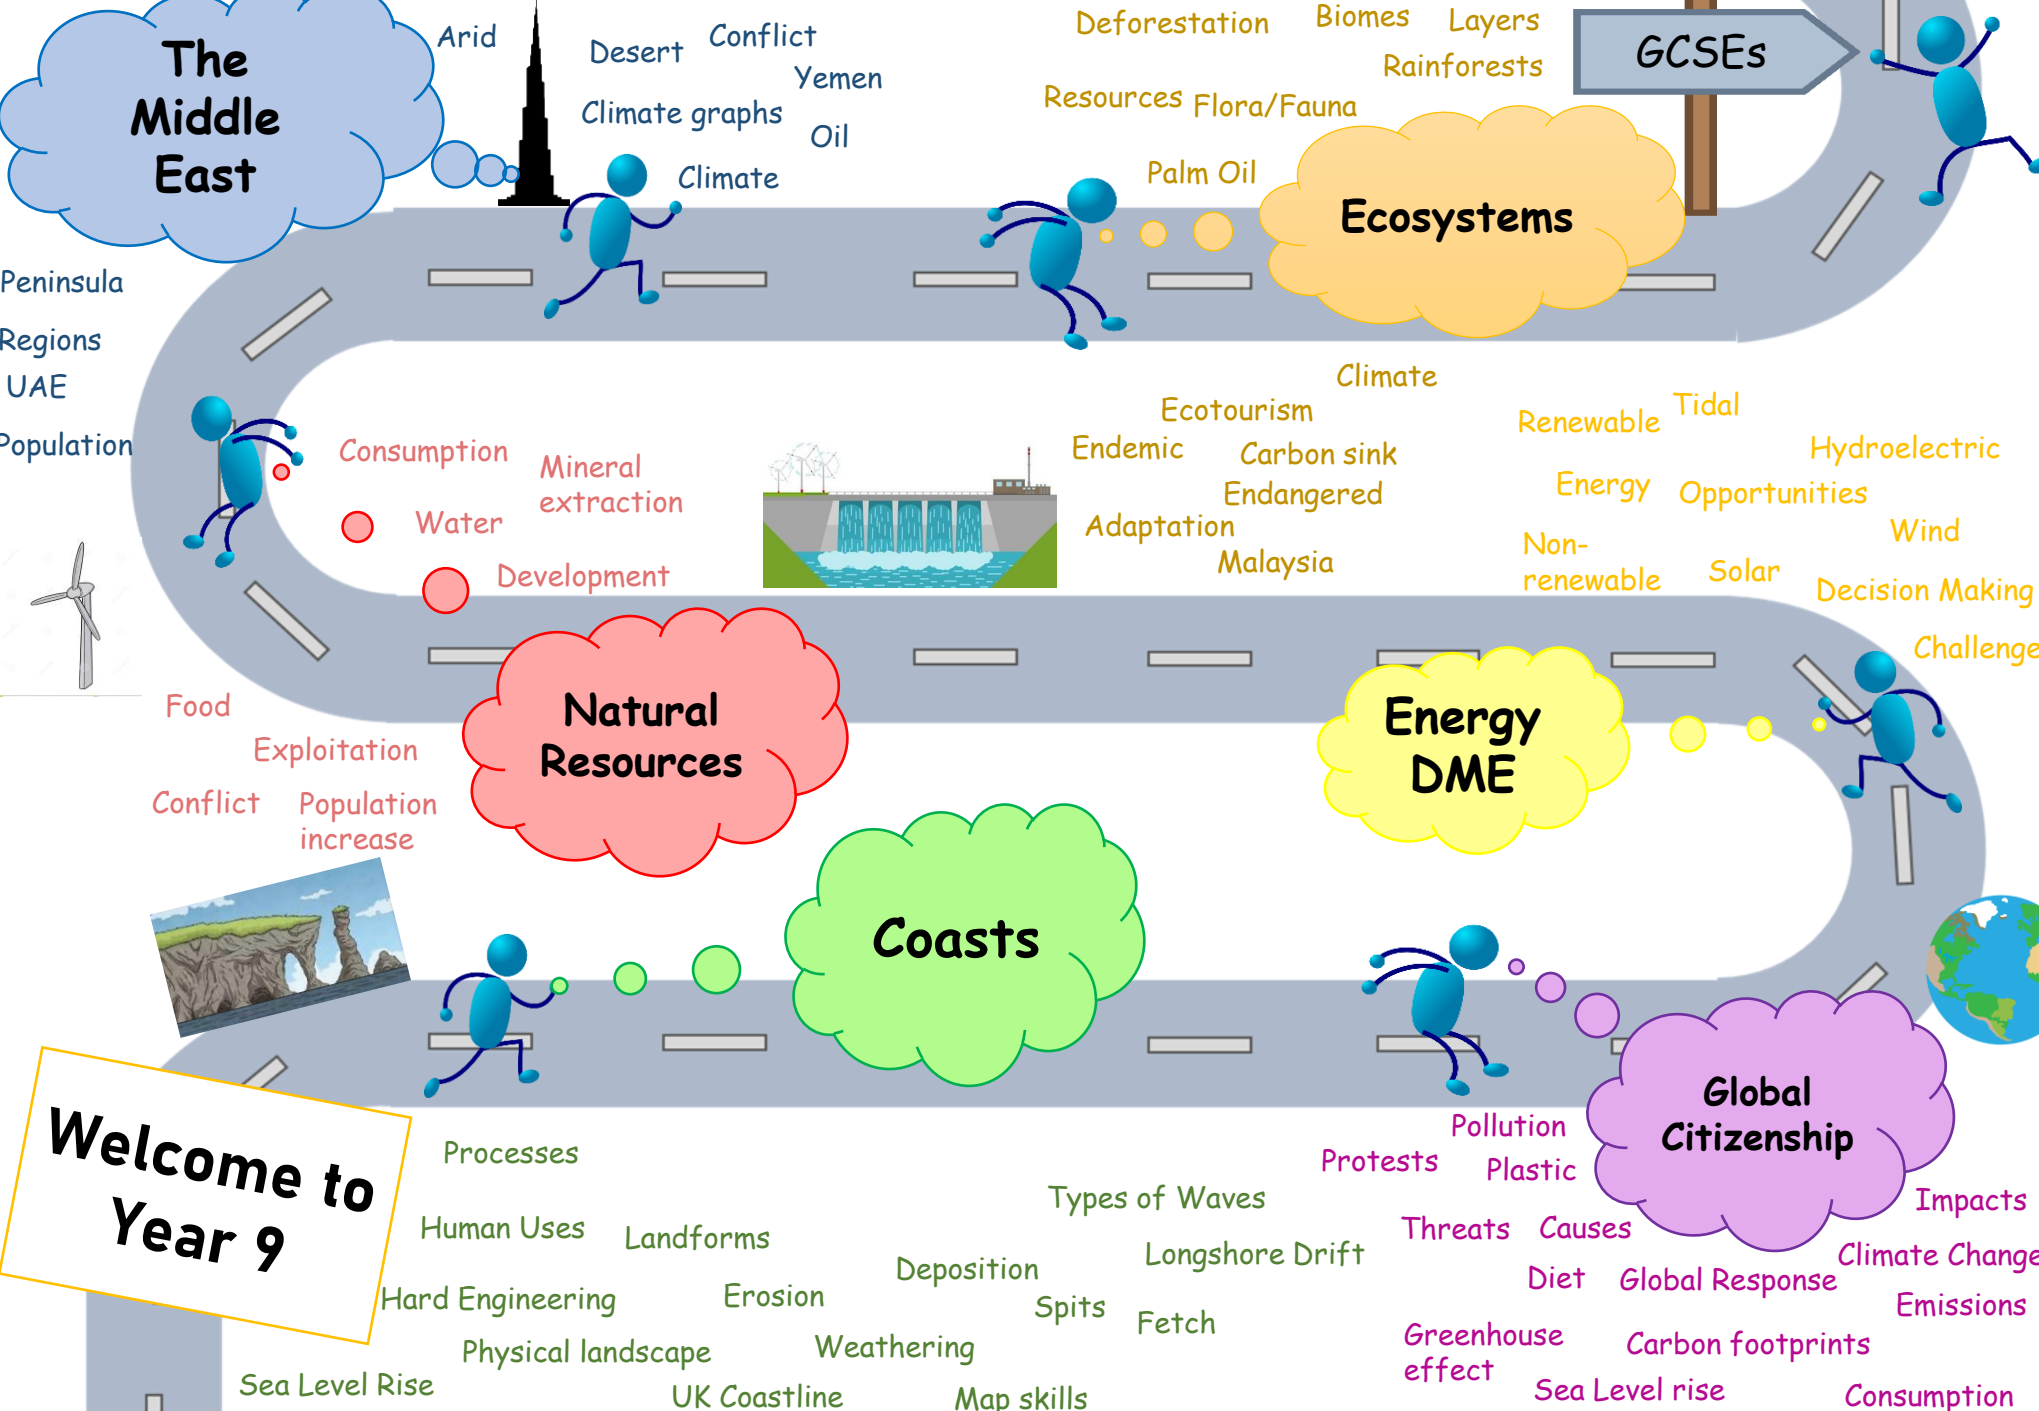 The
Middle
East
Arid
Desert
Conflict
Yemen
Climate graphs
Oil
Climate
Peninsula
Regions
UAE
Population
Deforestation
Biomes
Layers
Rainforests
Resources
Flora/Fauna
Palm Oil
Ecosystems
GCSEs
Climate
Ecotourism
Endemic
Carbon sink
Endangered
Adaptation
Malaysia
Renewable
Tidal
Hydroelectric
Energy
Opportunities
Wind
Non-
renewable
Solar
Decision Making
Challenge
Consumption
Mineral
extraction
Water
Development
Natural
Resources
Food
Exploitation
Conflict
Population
increase
Energy
DME
Coasts
Global
Citizenship
Welcome to
Year 9
Processes
Human Uses
Landforms
Types of Waves
Longshore Drift
Deposition
Hard Engineering
Erosion
Spits
Fetch
Physical landscape
Weathering
Sea Level Rise
UK Coastline
Map skills
Pollution
Protests
Plastic
Impacts
Threats
Causes
Climate Change
Diet
Global Response
Emissions
Greenhouse
effect
Carbon footprints
Sea Level rise
Consumption